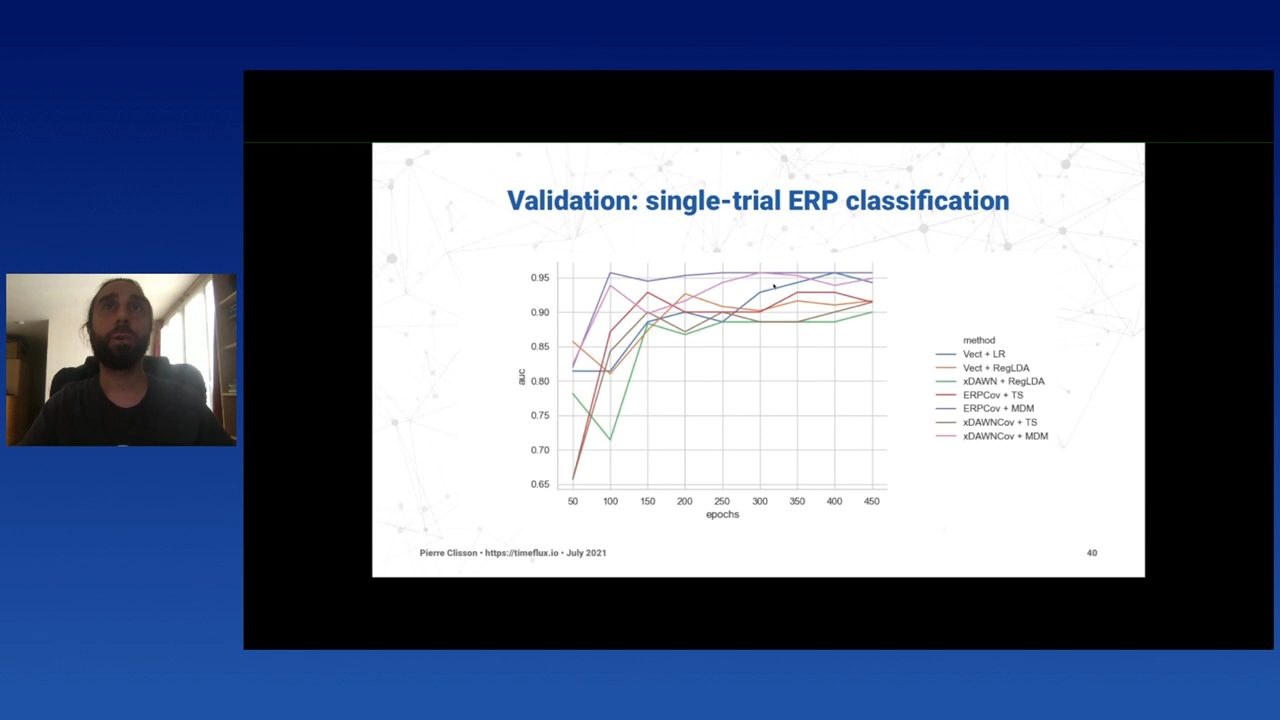 Validation: single-trial ERP classification
0.95
0.90
0.85
0.80
0.75
0.70
0.65
auc
50 100 150 200 250 300 350 400 450
epochs
method
Vect + LR
Vect + RegLDA
xDAWN + RegLDA
ERPCov + TS
ERPCov + MDM
xDAWNCov + TS
xDAWNCov + MDM
Pierre Clisson • https://timeflux.io • July 2021
40